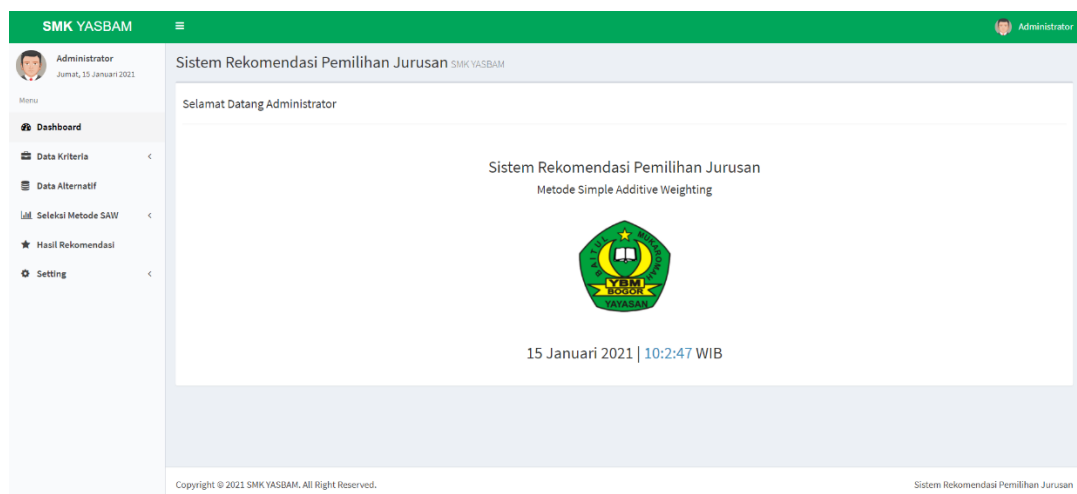 SMK YASBAM
Administrator
Administrator
Jumat, 15 Januari 2021
Menu
Dashboard
Data Kriteria
Data Alternatif
Seleksi Metode SAW
Hasil Rekomendasi
Setting
Sistem Rekomendasi Pemilihan Jurusan SMK YASBAM
Selamat Datang Administrator
Sistem Rekomendasi Pemilihan Jurusan
Metode Simple Additive Weighting
BAITUL MUKAROMAH
YBM
BOGOR
YAYASAN
15 Januari 2021 | 10:2:47 WIB
Copyright © 2021 SMK YASBAM. All Right Reserved.
Sistem Rekomendasi Pemilihan Jurusan